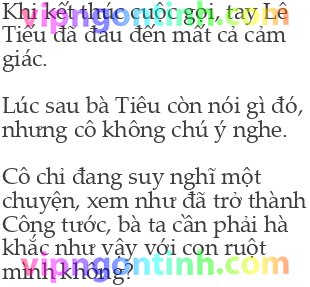 Khi kết thúc cuộc gọi, tay Lê
Tiếu đã đau đến mất cả cảm
giác.
Lúc sau bà Tiêu còn nói gì đó,
nhưng cô không chú ý nghe.
Cô chỉ đang suy nghĩ một
chuyện, xem như đã trở thành
Công tước, bà ta cần phải hà
khắc như vậy với con ruột
mình không?
vipngontinh.com
vipngontinh.com